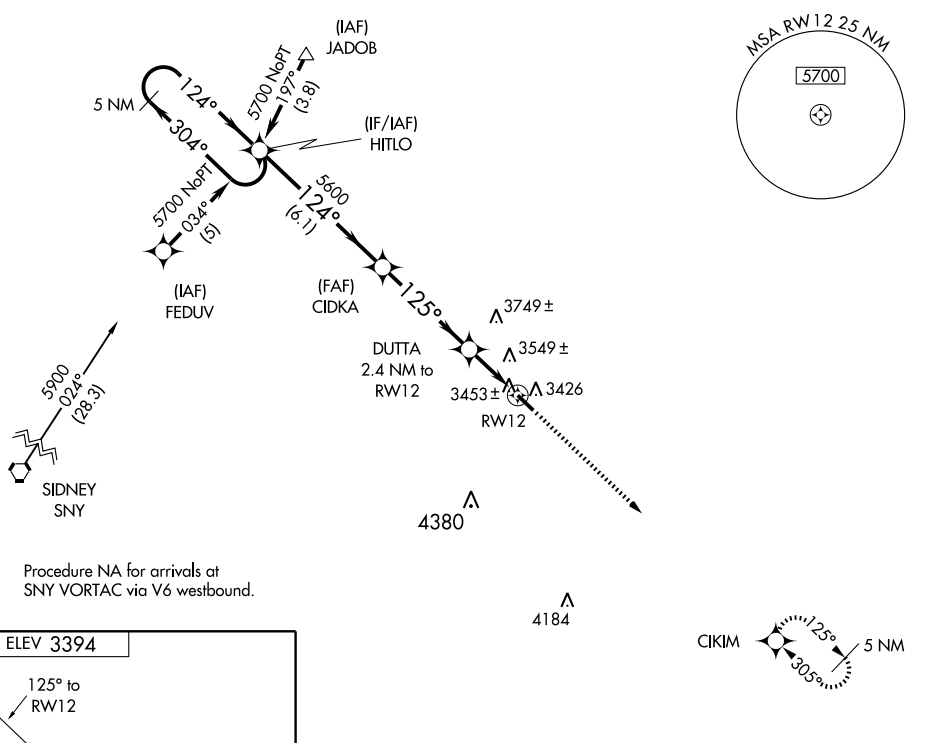 (IAF)
JADOB
5700 NoPT
197°
(3.8)
MSA RW12 25 NM
5700
5 NM
124°
304°
(IF/IAF)
HITLO
5700 NoPT
034°
(5)
5600
124°
(6.1)
(IAF)
FEDUV
(FAF)
CIDKA
125°
3749±
DUTTA
2.4 NM to
RW12
3549±
3453±
3426
RW12
5900
024°
(28.3)
SIDNEY
SNY
4380
Procedure NA for arrivals at
SNY VORTAC via V6 westbound.
4184
ELEV 3394
CIKIM
125°
305°
5 NM
125° to
RW12